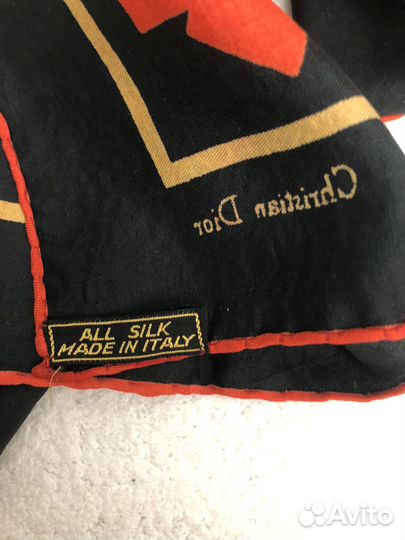 Christian Dior
ALL SILK
MADE IN ITALY
Avito